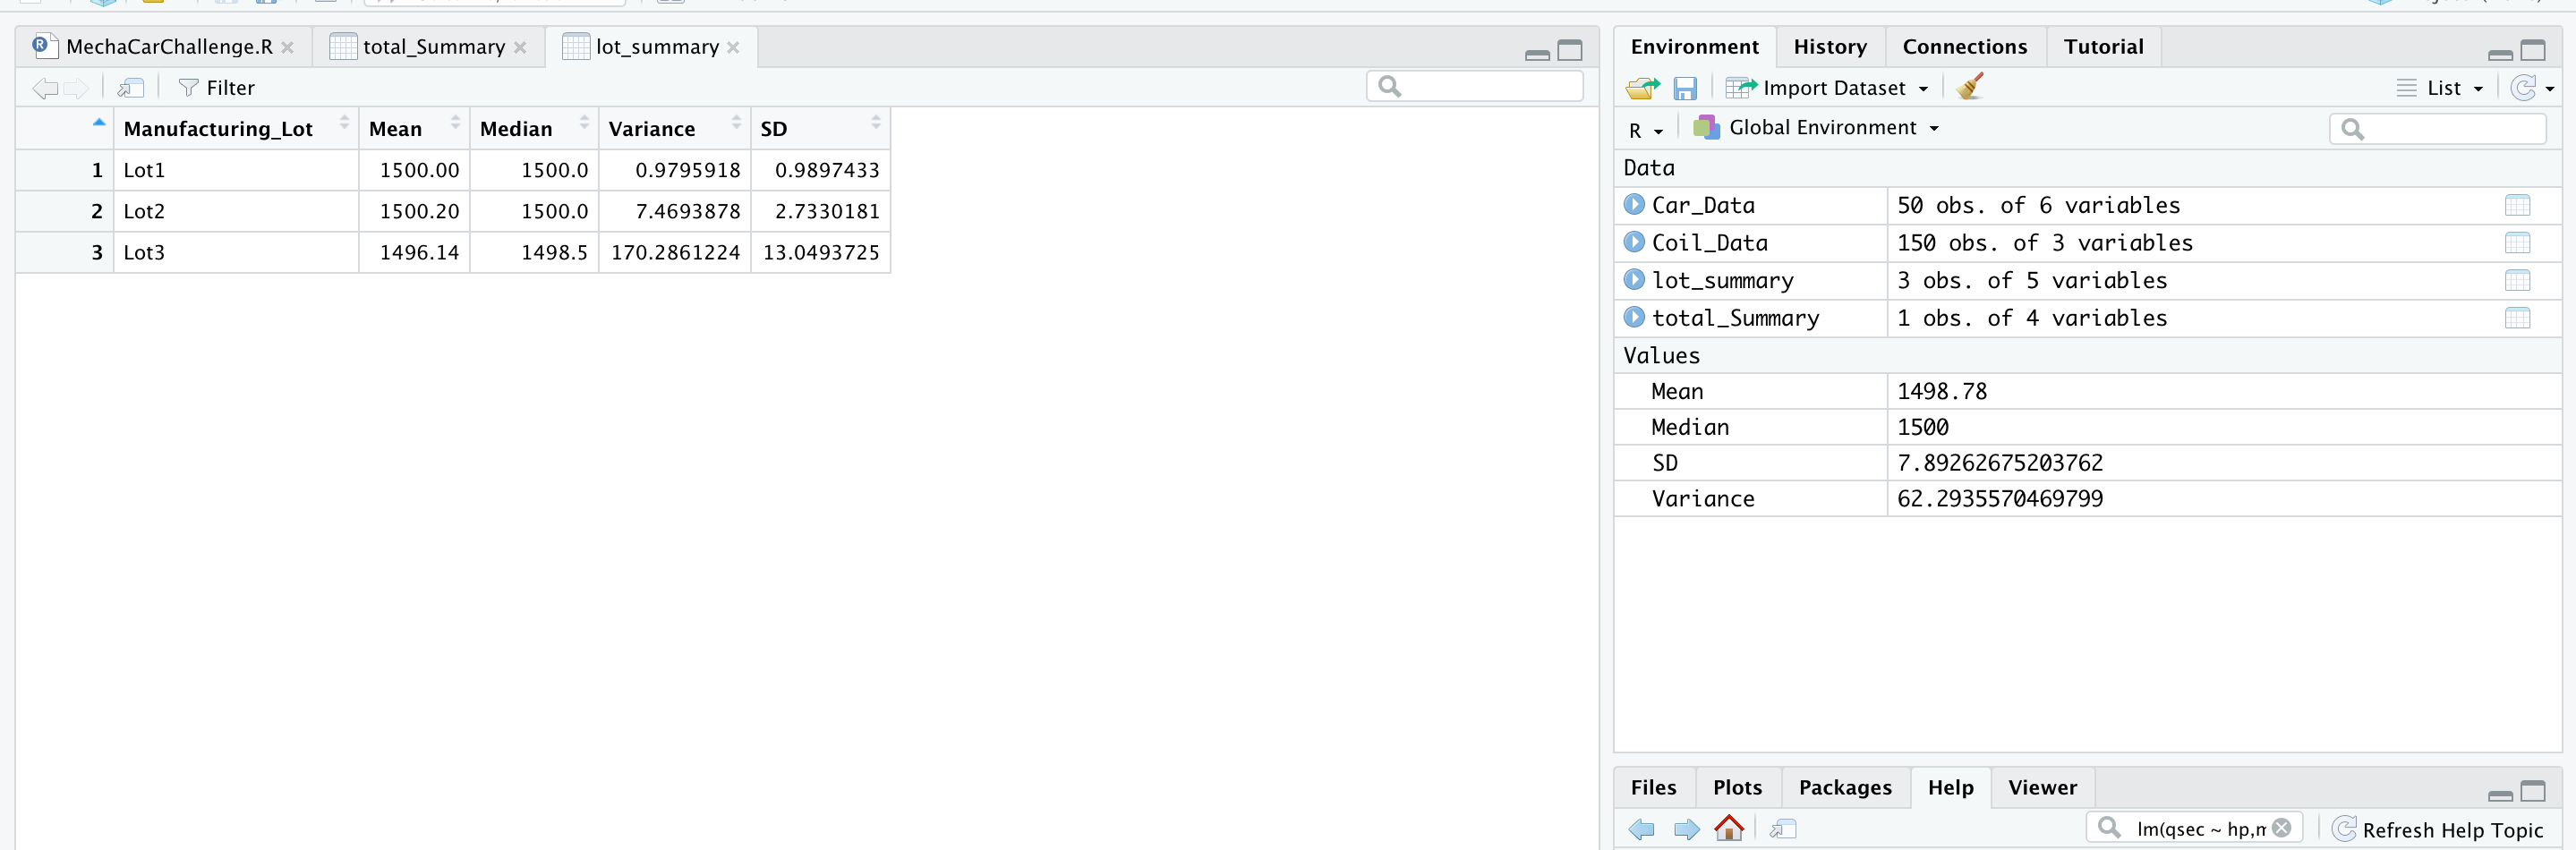 MechaCarChallenge.R total_Summary lot_summary
Filter
Manufacturing_Lot Mean Median Variance SD
1 Lot1 1500.00 1500.0 0.9795918 0.9897433
2 Lot2 1500.20 1500.0 7.4693878 2.7330181
3 Lot3 1496.14 1498.5 170.2861224 13.0493725
Environment History Connections Tutorial
Import Dataset List
R Global Environment
Data
Car_Data 50 obs. of 6 variables
Coil_Data 150 obs. of 3 variables
lot_summary 3 obs. of 5 variables
total_Summary 1 obs. of 4 variables
Values
Mean 1498.78
Median 1500
SD 7.89262675203762
Variance 62.2935570469799
Files Plots Packages Help Viewer
lm(qsec ~ hp,m Refresh Help Topic